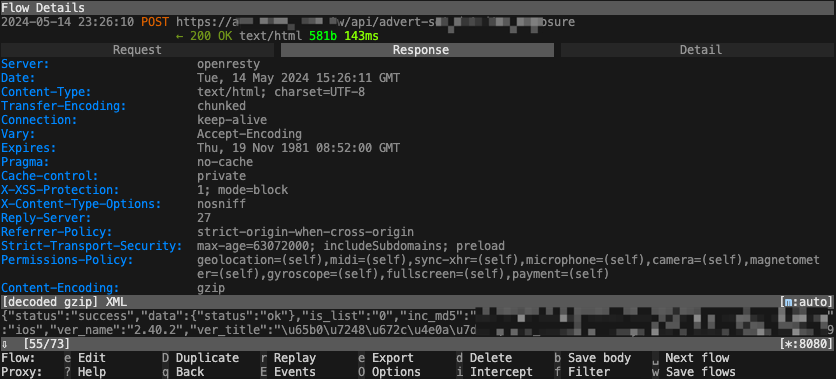 Flow Details
2024-05-14 23:26:10 POST https://a w/api/advert-s osure
← 200 OK text/html 581b 143ms
Request Response Detail
Server: openresty
Date: Tue, 14 May 2024 15:26:11 GMT
Content-Type: text/html; charset=UTF-8
Transfer-Encoding: chunked
Connection: keep-alive
Vary: Accept-Encoding
Expires: Thu, 19 Nov 1981 08:52:00 GMT
Pragma: no-cache
Cache-control: private
X-XSS-Protection: 1; mode=block
X-Content-Type-Options: nosniff
Reply-Server: 27
Referrer-Policy: strict-origin-when-cross-origin
Strict-Transport-Security: max-age=63072000; includeSubdomains; preload
Permissions-Policy: geolocation=(self),midi=(self),sync-xhr=(self),microphone=(self),camera=(self),magnetomet
er=(self),gyroscope=(self),fullscreen=(self),payment=(self)
Content-Encoding: gzip
[decoded gzip] XML [m:auto]
{"status":"success","data":{"status":"ok"},"is_list":"0","inc_md5":"
:"ios","ver_name":"2.40.2","ver_title":"\u65b0\u7248\u672c\u4e0a\u7d 9
⇩ [55/73] [*:8080]
Flow: e Edit D Duplicate r Replay e Export d Delete b Save body ␣ Next flow
Proxy: ? Help q Back E Events O Options i Intercept f Filter w Save flows